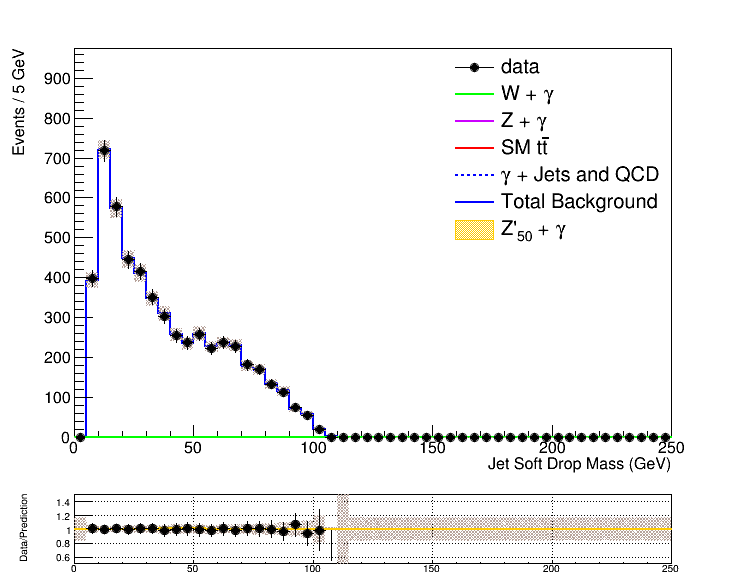 Events / 5 GeV
900
800
700
600
500
400
300
200
100
0
data
W + γ
Z + γ
SM tt̄
γ + Jets and QCD
Total Background
Z'₅₀ + γ
0 50 100 150 200 250
Jet Soft Drop Mass (GeV)
Data/Prediction
1.4
1.2
1
0.8
0.6
0 50 100 150 200 250